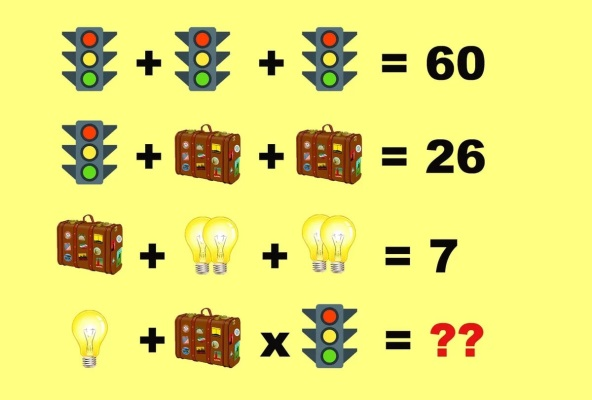 + + = 60
+ + = 26
+ + = 7
+ x = ??